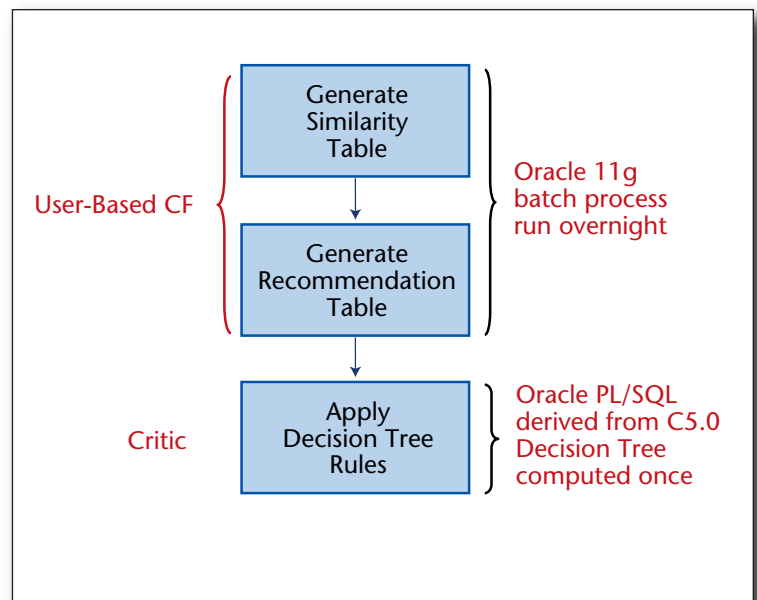 Generate
Similarity
Table
User-Based CF
Oracle 11g
batch process
run overnight
Generate
Recommendation
Table
Critic
Apply
Decision Tree
Rules
Oracle PL/SQL
derived from C5.0
Decision Tree
computed once